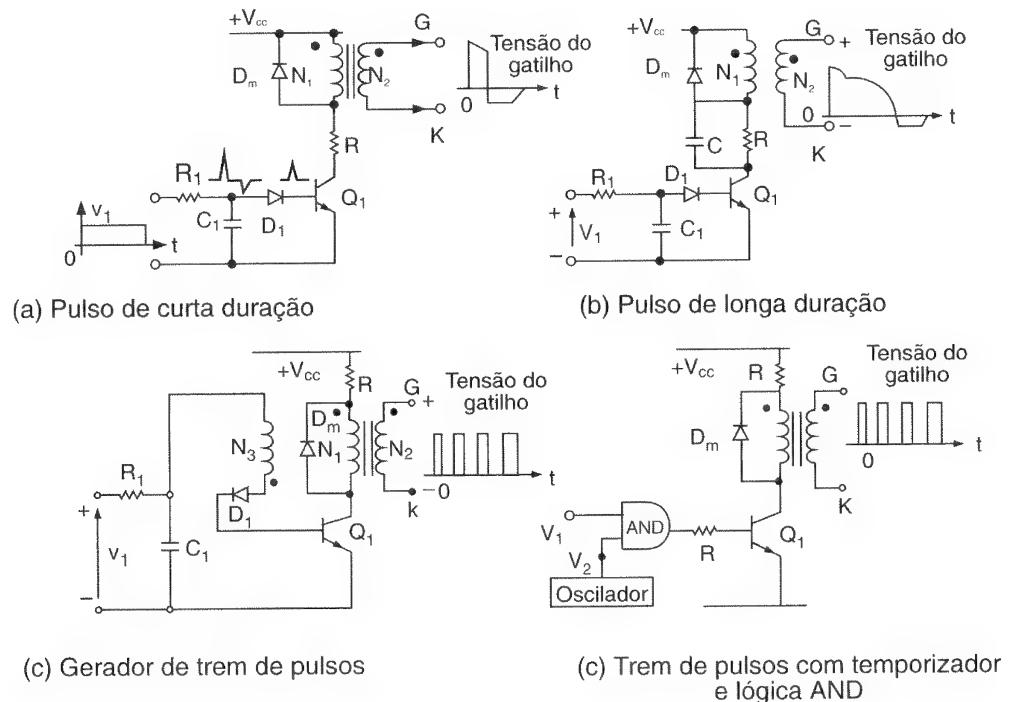 +Vcc
Dm
N1
N2
G
K
Tensão do
gatilho
0
t
R
R1
C1
D1
Q1
v1
0
t
(a) Pulso de curta duração
+Vcc
Dm
N1
N2
G
+
−
K
Tensão do
gatilho
0
t
C
R
R1
D1
C1
Q1
+
V1
−
(b) Pulso de longa duração
+Vcc
R
G
+
Tensão do
gatilho
Dm
N3
N1
N2
−0
t
k
R1
D1
Q1
+
v1
C1
−
(c) Gerador de trem de pulsos
+Vcc
R
G
Tensão do
gatilho
Dm
0
t
K
V1
AND
R
Q1
V2
Oscilador
(c) Trem de pulsos com temporizador
e lógica AND